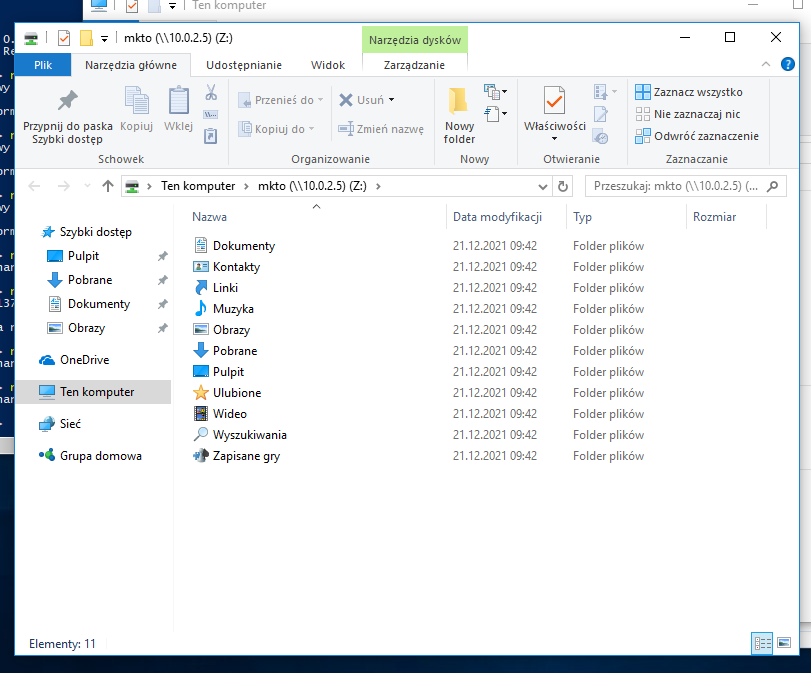 Ten komputer
mkto (\\10.0.2.5) (Z:)
Narzędzia dysków
Plik
Narzędzia główne
Udostępnianie
Widok
Zarządzanie
Przypnij do paska
Szybki dostęp
Kopiuj
Wklej
Schowek
Przenieś do
Kopiuj do
Usuń
Zmień nazwę
Organizowanie
Nowy
folder
Nowy
Właściwości
Otwieranie
Zaznacz wszystko
Nie zaznaczaj nic
Odwróć zaznaczenie
Zaznaczanie
Ten komputer > mkto (\\10.0.2.5) (Z:) >
Przeszukaj: mkto (\\10.0.2.5) (...
Nazwa Data modyfikacji Typ Rozmiar
Szybki dostęp
Pulpit
Pobrane
Dokumenty
Obrazy
OneDrive
Ten komputer
Sieć
Grupa domowa
Dokumenty 21.12.2021 09:42 Folder plików
Kontakty 21.12.2021 09:42 Folder plików
Linki 21.12.2021 09:42 Folder plików
Muzyka 21.12.2021 09:42 Folder plików
Obrazy 21.12.2021 09:42 Folder plików
Pobrane 21.12.2021 09:42 Folder plików
Pulpit 21.12.2021 09:42 Folder plików
Ulubione 21.12.2021 09:42 Folder plików
Wideo 21.12.2021 09:42 Folder plików
Wyszukiwania 21.12.2021 09:42 Folder plików
Zapisane gry 21.12.2021 09:42 Folder plików
Elementy: 11